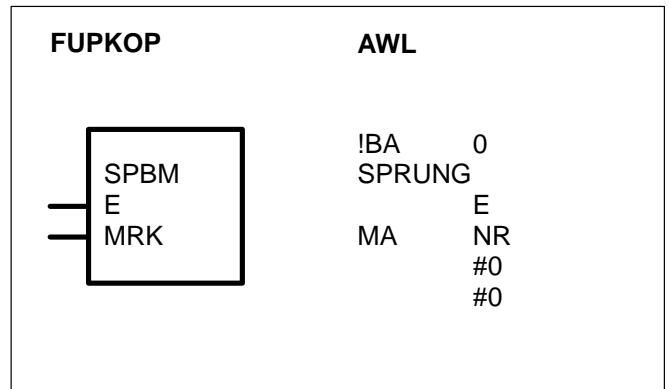 FUPKOP AWL
!BA 0
SPBM SPRUNG
E E
MRK MA NR
#0
#0